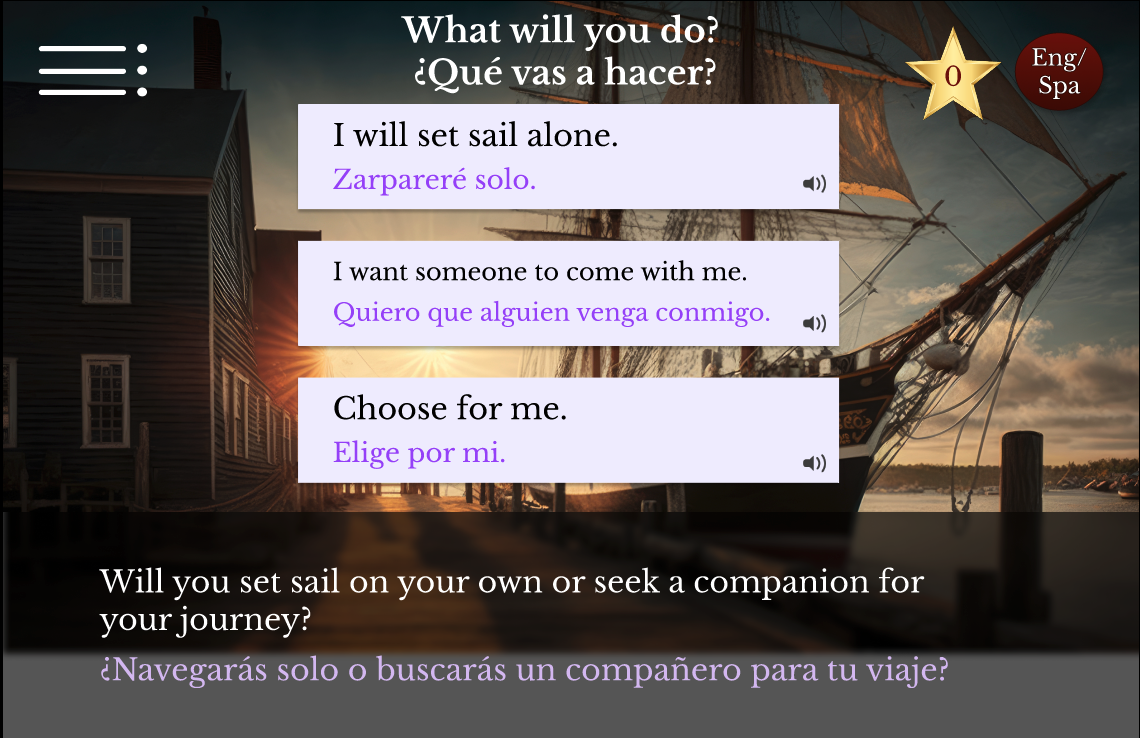 What will you do?
¿Qué vas a hacer?
0
Eng/
Spa
I will set sail alone.
Zarpareré solo.
I want someone to come with me.
Quiero que alguien venga conmigo.
Choose for me.
Elige por mi.
Will you set sail on your own or seek a companion for
your journey?
¿Navegarás solo o buscarás un compañero para tu viaje?